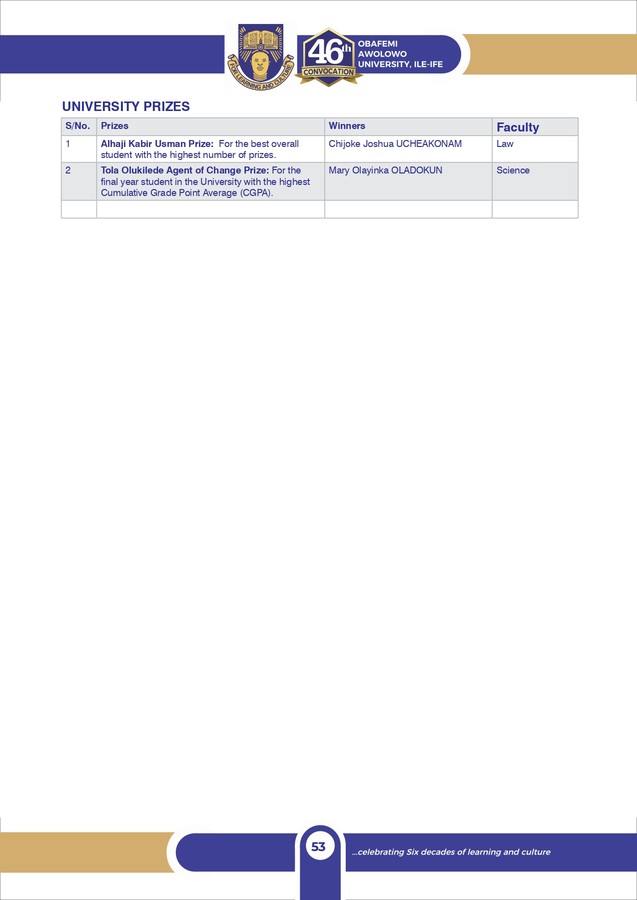 FOR LEARNING AND CULTURE
46th
CONVOCATION
OBAFEMI
AWOLOWO
UNIVERSITY, ILE-IFE
UNIVERSITY PRIZES
S/No. Prizes Winners Faculty
1 Alhaji Kabir Usman Prize: For the best overall Chijoke Joshua UCHEAKONAM Law
student with the highest number of prizes.
2 Tola Olukilede Agent of Change Prize: For the Mary Olayinka OLADOKUN Science
final year student in the University with the highest
Cumulative Grade Point Average (CGPA).
53
...celebrating Six decades of learning and culture